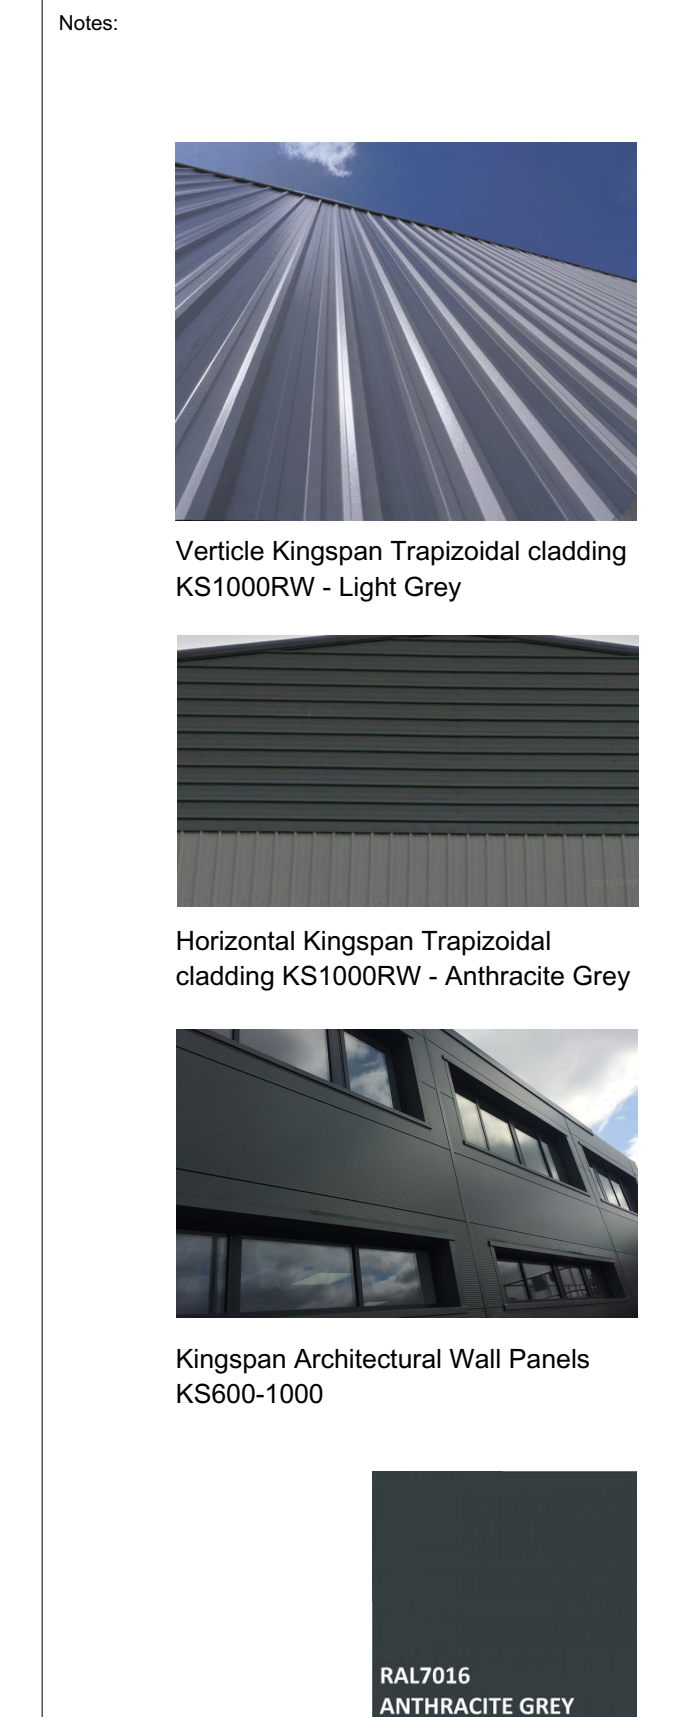 Notes:
Verticle Kingspan Trapizoidal cladding
KS1000RW - Light Grey
Horizontal Kingspan Trapizoidal
cladding KS1000RW - Anthracite Grey
Kingspan Architectural Wall Panels
KS600-1000
RAL7016
ANTHRACITE GREY